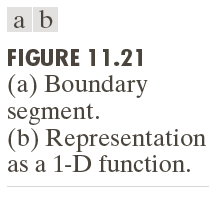 a b
FIGURE 11.21
(a) Boundary
segment.
(b) Representation
as a 1-D function.